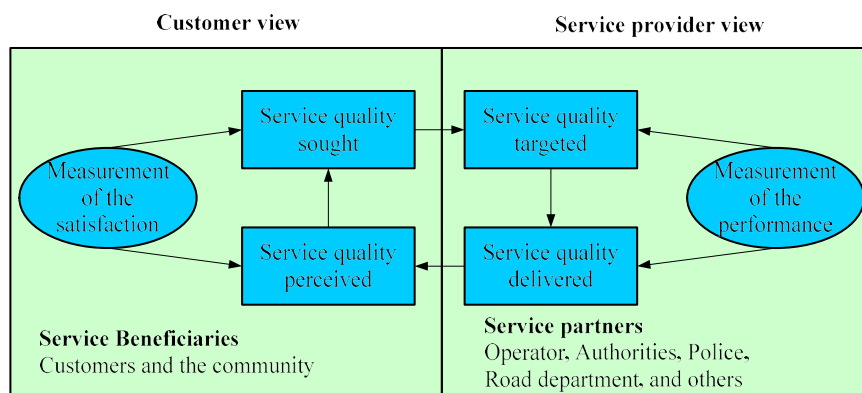 Customer view
Service provider view
Service quality
sought
Service quality
targeted
Measurement
of the
satisfaction
Measurement
of the
performance
Service quality
perceived
Service quality
delivered
Service Beneficiaries
Customers and the community
Service partners
Operator, Authorities, Police,
Road department, and others